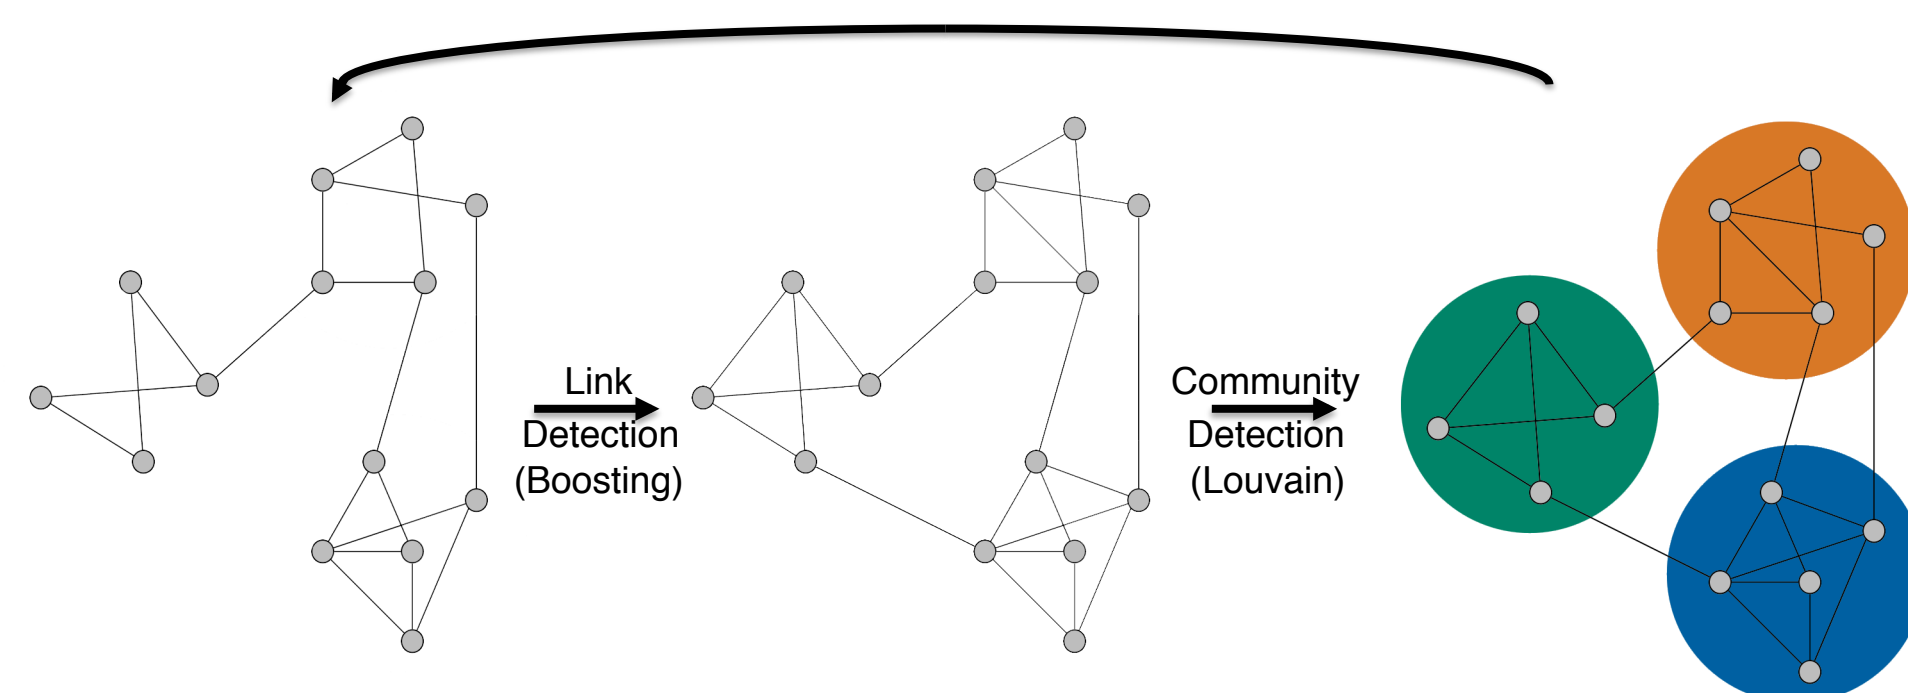 Link
Detection
(Boosting)
Community
Detection
(Louvain)